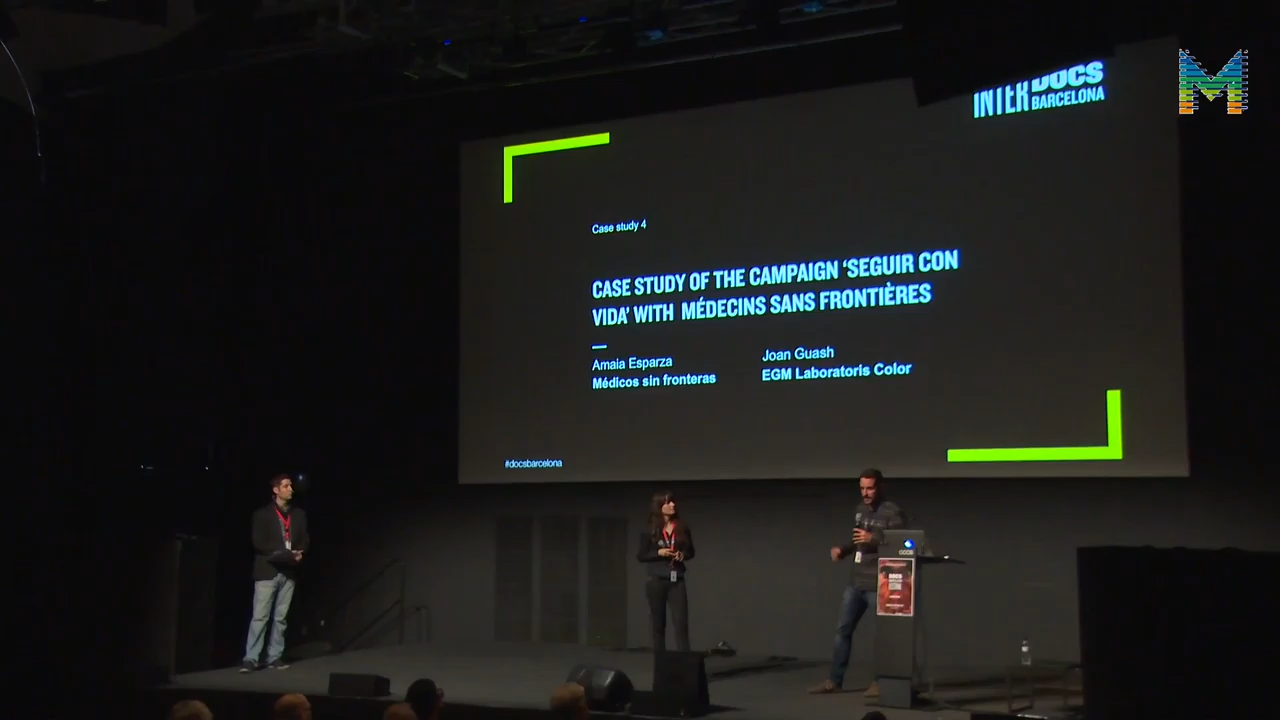 INTERDOCS
BARCELONA
M
Case study 4
CASE STUDY OF THE CAMPAIGN ‘SEGUIR CON
VIDA’ WITH MÉDECINS SANS FRONTIÈRES
Amaia Esparza
Médicos sin fronteras
Joan Guash
EGM Laboratoris Color
#docsbarcelona
DOCS